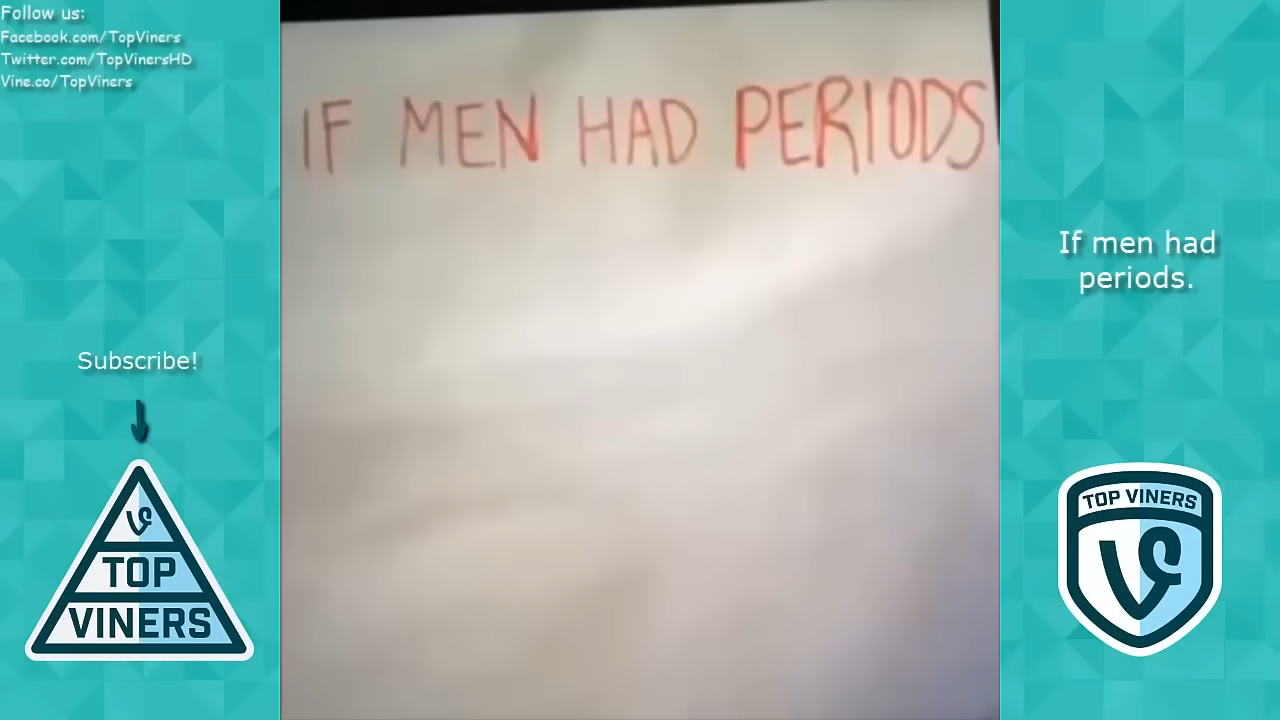 Follow us:
Facebook.com/TopViners
Twitter.com/TopVinersHD
Vine.co/TopViners
IF MEN HAD PERIODS
If men had
periods.
Subscribe!
TOP
VINERS
TOP VINERS